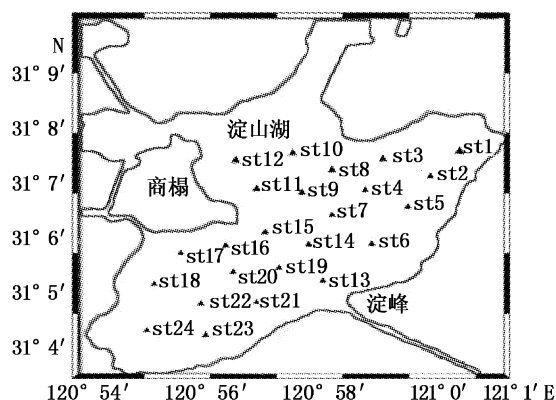 N
31° 9′
31° 8′
淀山湖
st10
st1
st12
st3
st8
st2
31° 7′
商榻
st11
st9
st4
st7
st5
st15
31° 6′
st16
st14
st6
st17
st19
st20
st13
st18
31° 5′
st22
st21
淀峰
st24
st23
31° 4′
120° 54′ 120° 56′ 120° 58′ 121° 0′ 121° 1′ E